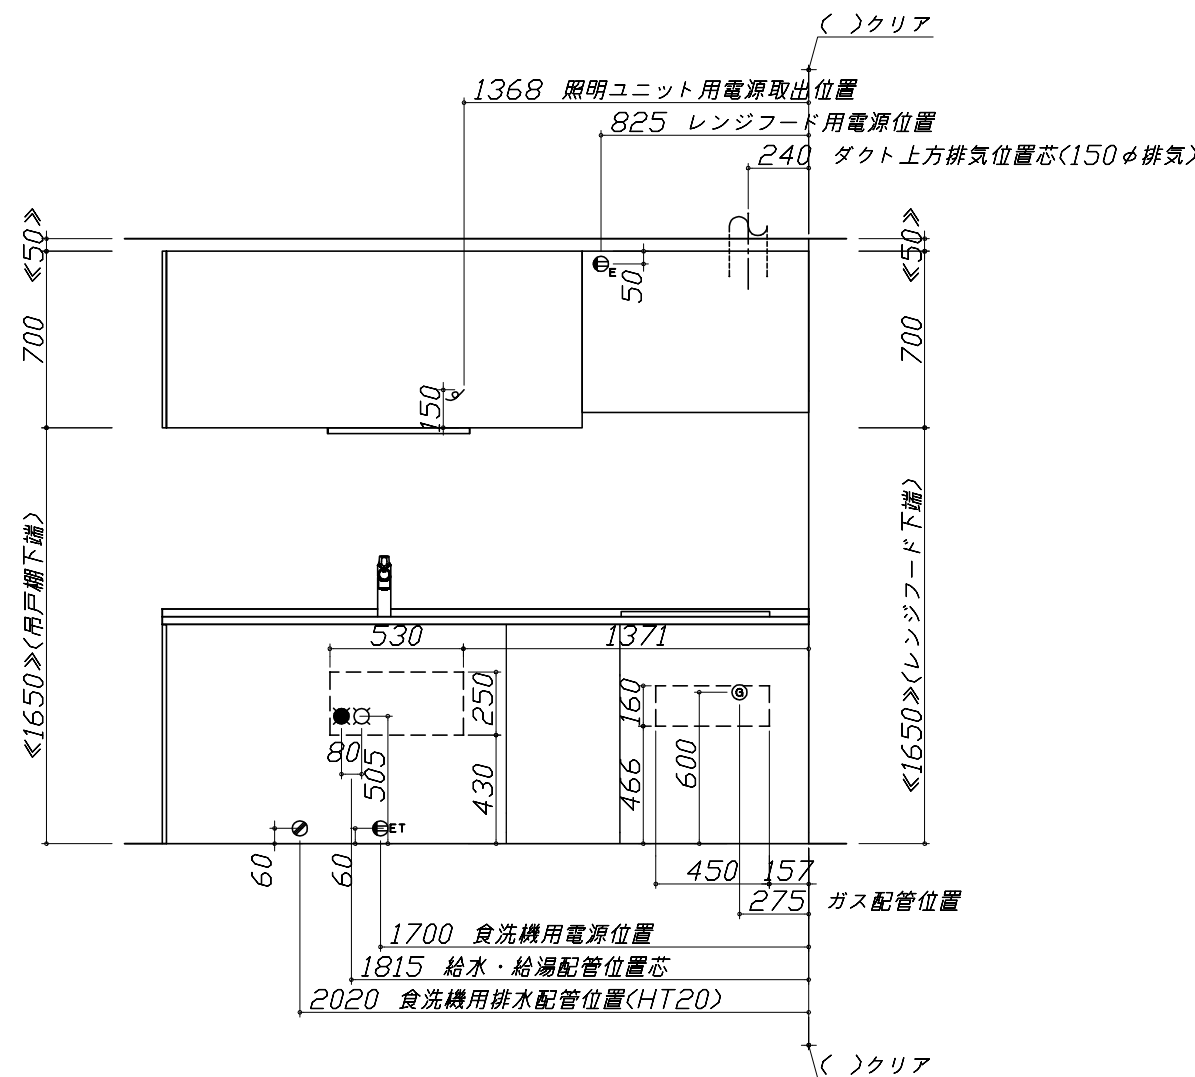 ( )クリア
1368 照明ユニット用電源取出位置
825 レンジフード用電源位置
240 ダクト上方排気位置芯(150φ排気)
≪50≫
≪50≫
E
50
700
700
150
≪1650≫(吊戸棚下端)
≪1650≫(レンジフード下端)
530
1371
250
160
G
80
505
430
600
466
ET
60
60
450
157
275 ガス配管位置
1700 食洗機用電源位置
1815 給水・給湯配管位置芯
2020 食洗機用排水配管位置(HT20)
( )クリア